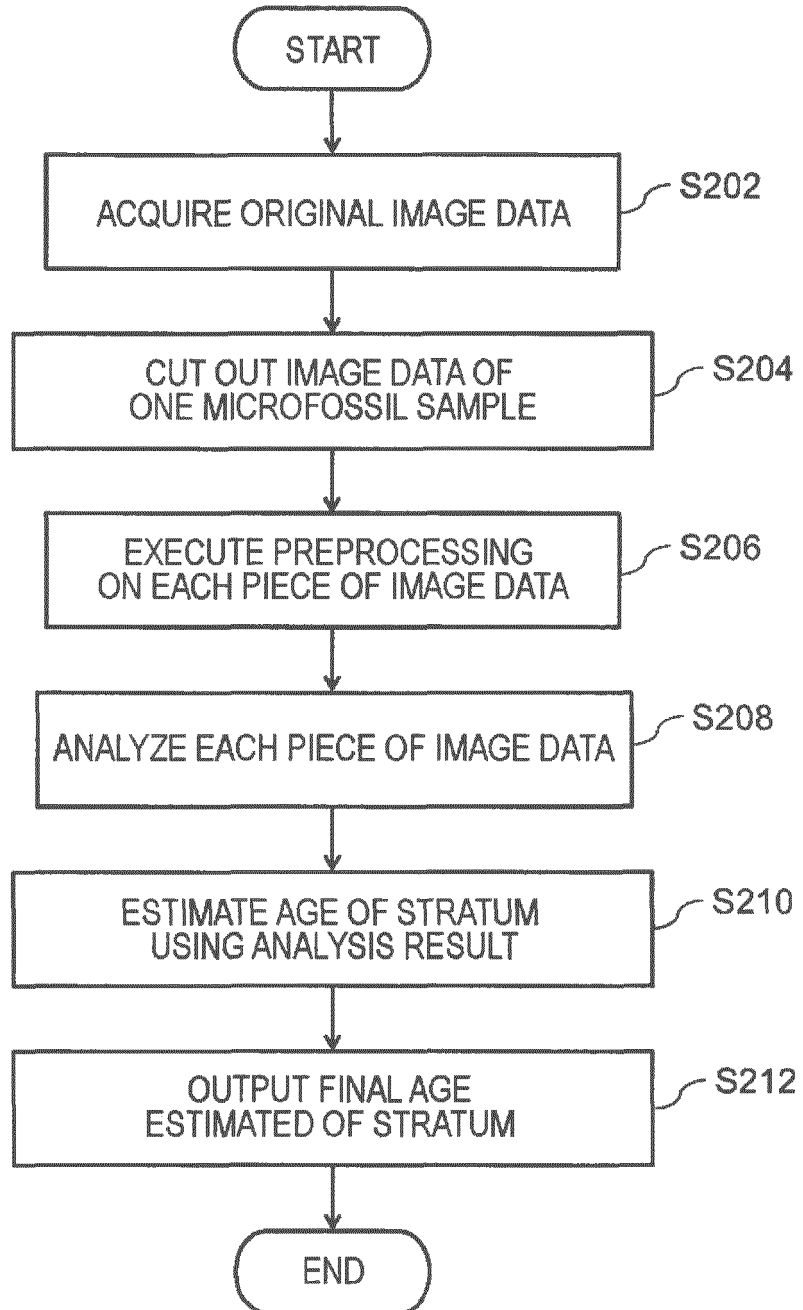 START
ACQUIRE ORIGINAL IMAGE DATA
S202
CUT OUT IMAGE DATA OF
ONE MICROFOSSIL SAMPLE
S204
EXECUTE PREPROCESSING
ON EACH PIECE OF IMAGE DATA
S206
ANALYZE EACH PIECE OF IMAGE DATA
S208
ESTIMATE AGE OF STRATUM
USING ANALYSIS RESULT
S210
OUTPUT FINAL AGE
ESTIMATED OF STRATUM
S212
END